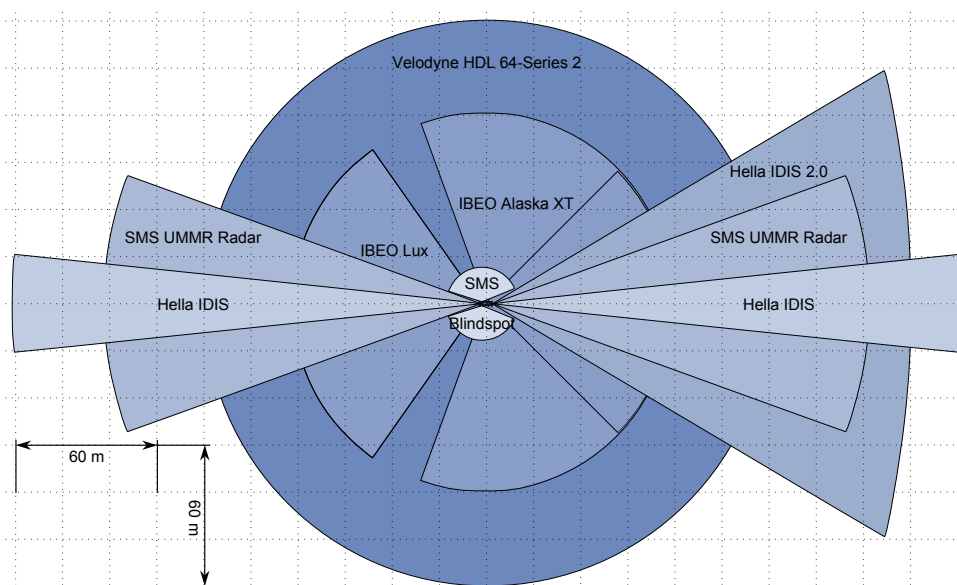 Velodyne HDL 64-Series 2
Hella IDIS 2.0
IBEO Alaska XT
SMS UMMR Radar
IBEO Lux
SMS UMMR Radar
SMS
Hella IDIS
Hella IDIS
Blindspot
60 m
60 m